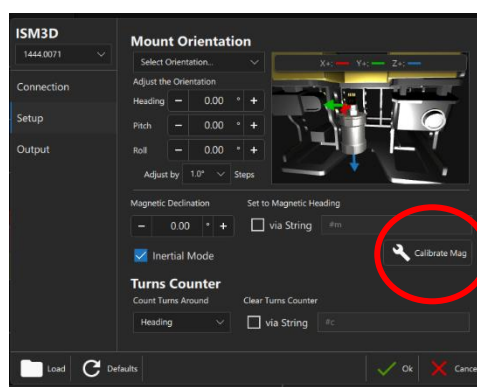 ISM3D
1444.0071
Connection
Setup
Output
Mount Orientation
Select Orientation...
X+: Y+: Z+:
Adjust the Orientation
Heading − 0.00 ° +
Pitch − 0.00 ° +
Roll − 0.00 ° +
Adjust by 1.0° Steps
Magnetic Declination Set to Magnetic Heading
− 0.00 ° + via String #m
Inertial Mode Calibrate Mag
Turns Counter
Count Turns Around Clear Turns Counter
Heading via String #c
Load Defaults Ok Cance